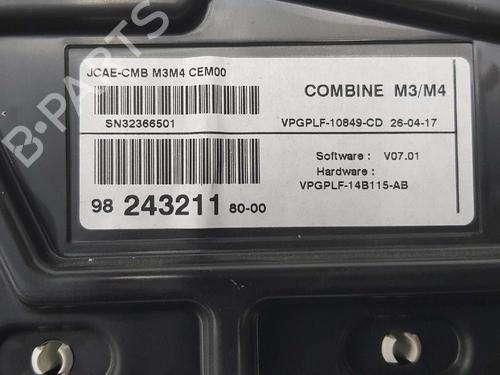 JCAE-CMB M3M4 CEM00
COMBINE M3/M4
SN32366501
VPGPLF-10849-CD 26-04-17
Software : V07.01
Hardware :
VPGPLF-14B115-AB
98 243211 80-00
B-PARTS